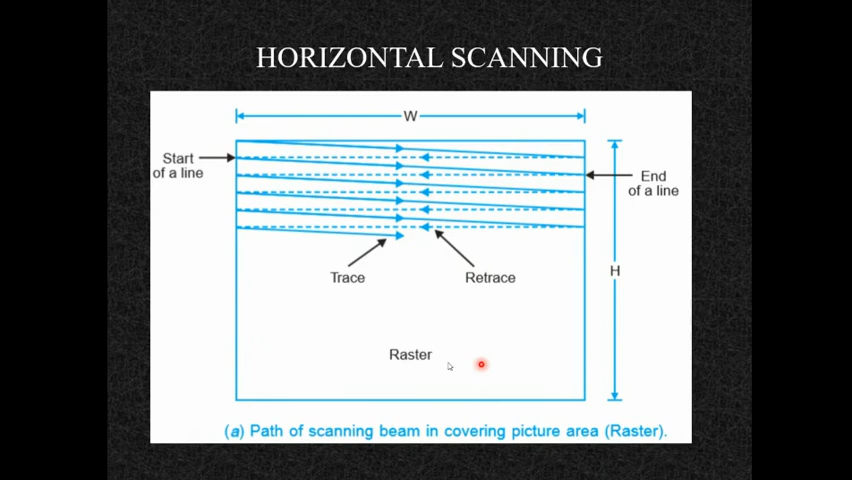 HORIZONTAL SCANNING
W
Start
of a line
End
of a line
H
Trace
Retrace
Raster
(a) Path of scanning beam in covering picture area (Raster).